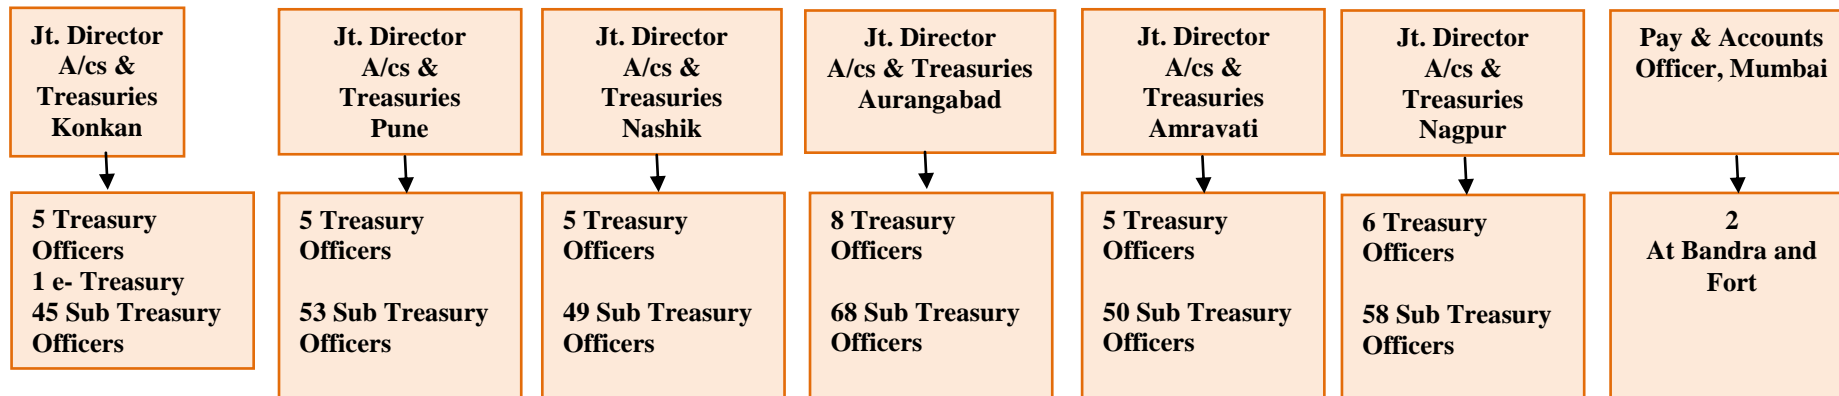 Jt. Director
A/cs &
Treasuries
Konkan
Jt. Director
A/cs &
Treasuries
Pune
Jt. Director
A/cs &
Treasuries
Nashik
Jt. Director
A/cs & Treasuries
Aurangabad
Jt. Director
A/cs &
Treasuries
Amravati
Jt. Director
A/cs &
Treasuries
Nagpur
Pay & Accounts
Officer, Mumbai
5 Treasury
Officers
1 e- Treasury
45 Sub Treasury
Officers
5 Treasury
Officers
53 Sub Treasury
Officers
5 Treasury
Officers
49 Sub Treasury
Officers
8 Treasury
Officers
68 Sub Treasury
Officers
5 Treasury
Officers
50 Sub Treasury
Officers
6 Treasury
Officers
58 Sub Treasury
Officers
2
At Bandra and
Fort